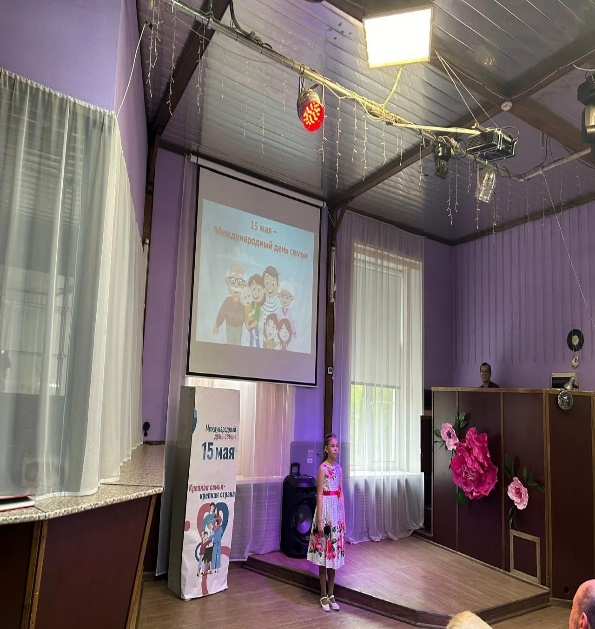 15 мая –
Международный день семьи
Международный
день семьи
15 мая
Крепкая семья-
крепкая страна